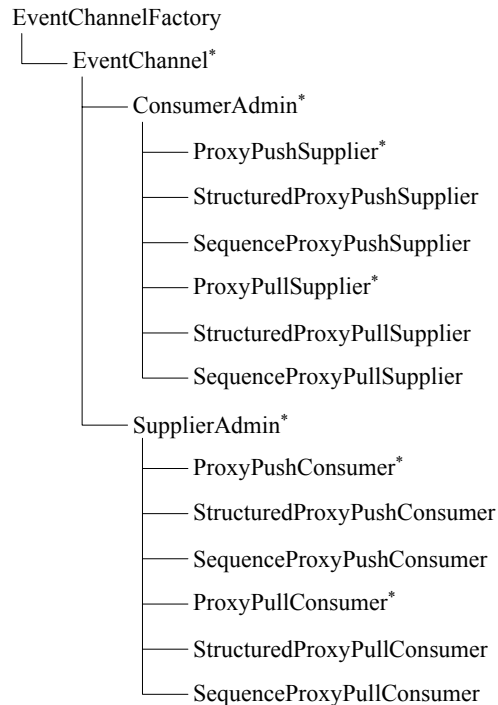 EventChannelFactory
EventChannel*
ConsumerAdmin*
ProxyPushSupplier*
StructuredProxyPushSupplier
SequenceProxyPushSupplier
ProxyPullSupplier*
StructuredProxyPullSupplier
SequenceProxyPullSupplier
SupplierAdmin*
ProxyPushConsumer*
StructuredProxyPushConsumer
SequenceProxyPushConsumer
ProxyPullConsumer*
StructuredProxyPullConsumer
SequenceProxyPullConsumer